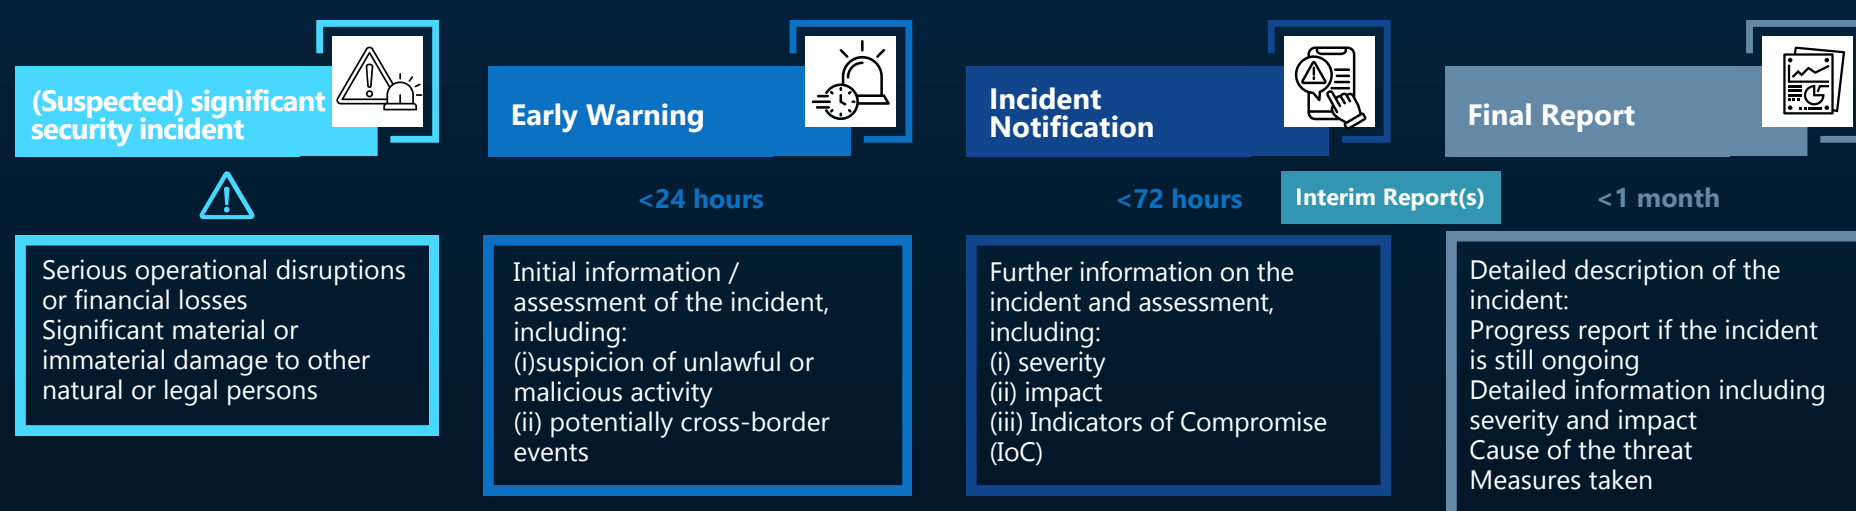 (Suspected) significant
security incident
Serious operational disruptions
or financial losses
Significant material or
immaterial damage to other
natural or legal persons
Early Warning
<24 hours
Initial information /
assessment of the incident,
including:
(i)suspicion of unlawful or
malicious activity
(ii) potentially cross-border
events
Incident
Notification
<72 hours
Further information on the
incident and assessment,
including:
(i) severity
(ii) impact
(iii) Indicators of Compromise
(IoC)
Interim Report(s)
Final Report
<1 month
Detailed description of the
incident:
Progress report if the incident
is still ongoing
Detailed information including
severity and impact
Cause of the threat
Measures taken